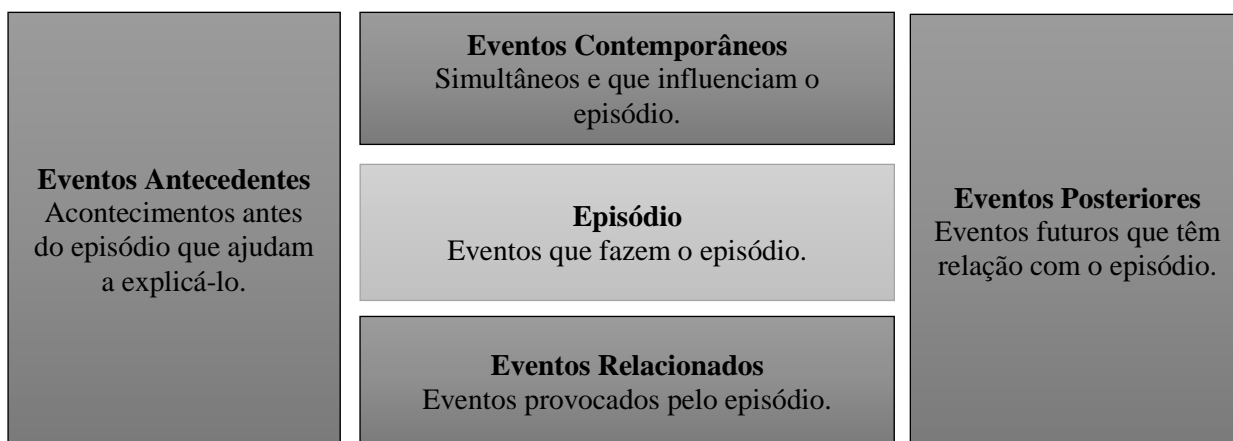 Eventos Antecedentes
Acontecimentos antes
do episódio que ajudam
a explicá-lo.
Eventos Contemporâneos
Simultâneos e que influenciam o
episódio.
Episódio
Eventos que fazem o episódio.
Eventos Relacionados
Eventos provocados pelo episódio.
Eventos Posteriores
Eventos futuros que têm
relação com o episódio.